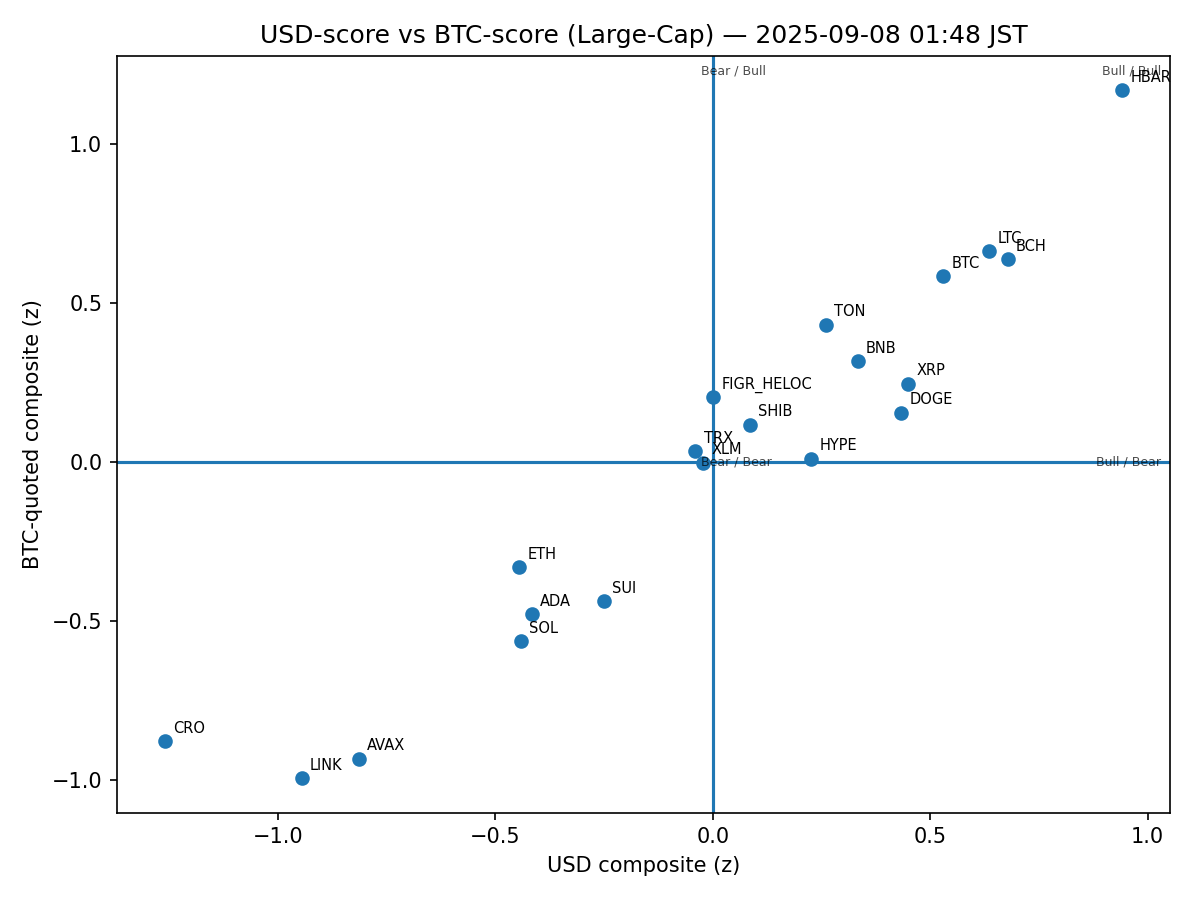 USD-score vs BTC-score (Large-Cap) — 2025-09-08 01:48 JST
Bear / Bull
Bull / Bull
HBAR
1.0
LTC
BCH
BTC
0.5
TON
BNB
XRP
FIGR_HELOC
DOGE
SHIB
TRX
XLM
HYPE
0.0
Bear / Bear
Bull / Bear
ETH
SUI
ADA
−0.5
SOL
CRO
AVAX
LINK
−1.0
BTC-quoted composite (z)
−1.0
−0.5
0.0
0.5
1.0
USD composite (z)